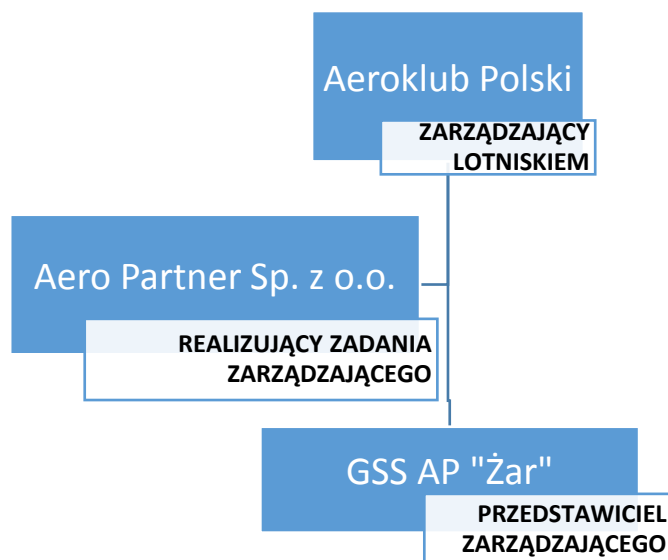 Aeroklub Polski
ZARZĄDZAJĄCY
LOTNISKIEM
Aero Partner Sp. z o.o.
REALIZUJĄCY ZADANIA
ZARZĄDZAJĄCEGO
GSS AP "Żar"
PRZEDSTAWICIEL
ZARZĄDZAJĄCEGO